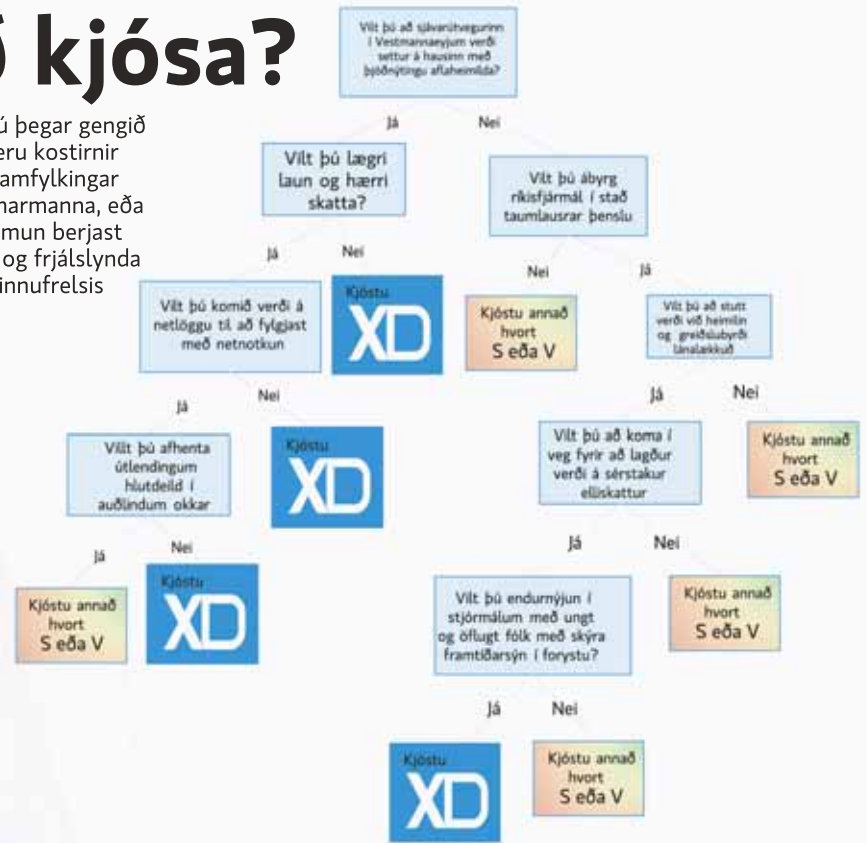 ð kjósa?
ú þegar gengið
eru kostirnir
amfylkingar
narmanna, eða
mun berjast
og frjálslynda
innufrelsis
Vilt þú að sjávarútvegurinn
í Vestmannaeyjum verði
settur á hausinn með
þjóðnýtingu aflaheimilda?
Já
Nei
Vilt þú lægri
laun og hærri
skatta?
Vilt þú ábyrg
ríkisfjármál í stað
taumlausrar þenslu
Já
Nei
Nei
Já
Vilt þú komið verði á
netlöggu til að fylgjast
með netnotkun
Kjóstu
XD
Kjóstu annað
hvort
S eða V
Vilt þú að stutt
verði við heimilin
og greiðslubyrði
lánalækkuð
Já
Nei
Já
Nei
Villt þú afhenta
útlendingum
hlutdeild í
auðlindum okkar
Kjóstu
XD
Vilt þú að koma í
veg fyrir að lagður
verði á sérstakur
elliskattur
Kjóstu annað
hvort
S eða V
Já
Nei
Já
Nei
Kjóstu annað
hvort
S eða V
Kjóstu
XD
Vilt þú endurnýjun í
stjórmálum með ungt
og öflugt fólk með skýra
framtíðarsýn í forystu?
Kjóstu annað
hvort
S eða V
Já
Nei
Kjóstu
XD
Kjóstu annað
hvort
S eða V